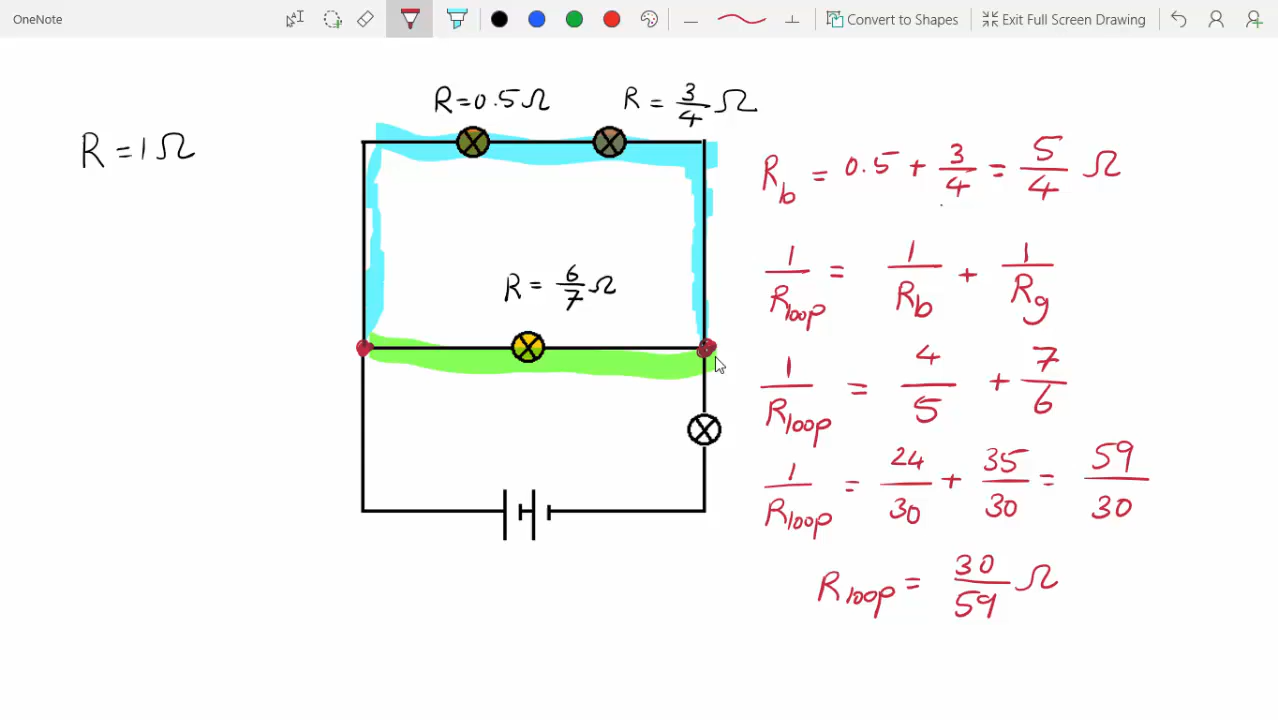 OneNote
Convert to Shapes
Exit Full Screen Drawing
R = 1 Ω
R = 0.5 Ω
R = 3/4 Ω
R = 6/7 Ω
R_b = 0.5 + 3/4 = 5/4 Ω
1/R_loop = 1/R_b + 1/R_g
1/R_loop = 4/5 + 7/6
1/R_loop = 24/30 + 35/30 = 59/30
R_loop = 30/59 Ω